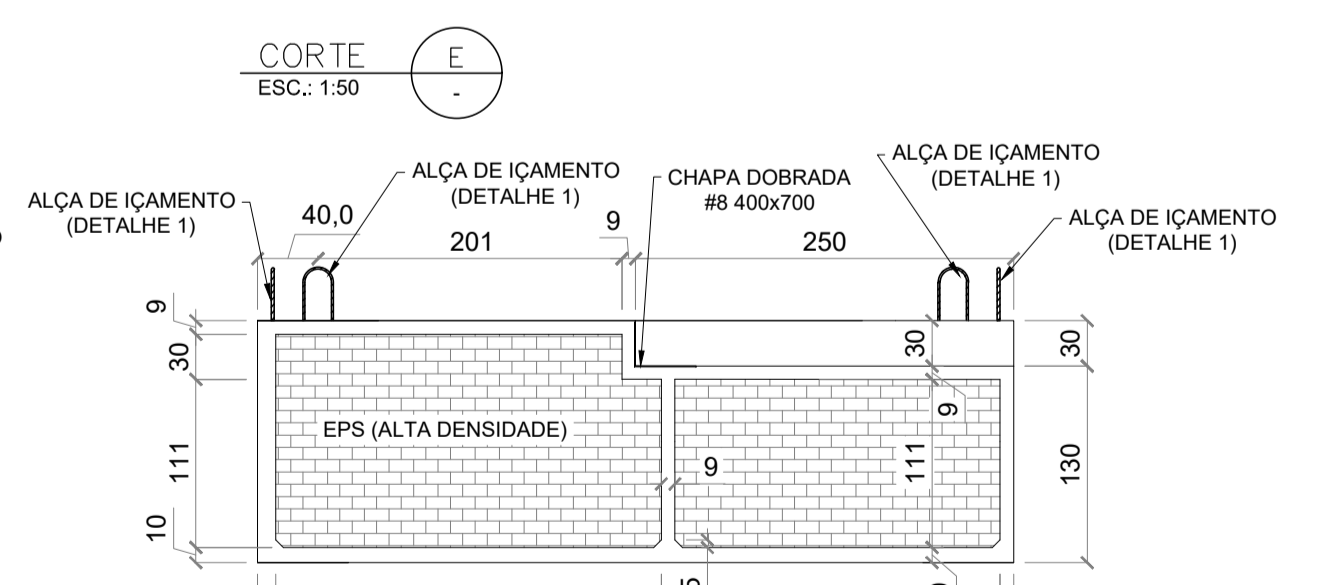 CORTE
E
ESC.: 1:50
-
ALÇA DE IÇAMENTO
(DETALHE 1)
ALÇA DE IÇAMENTO
(DETALHE 1)
CHAPA DOBRADA
#8 400x700
ALÇA DE IÇAMENTO
(DETALHE 1)
ALÇA DE IÇAMENTO
(DETALHE 1)
40,0
201
9
250
9
30
111
10
EPS (ALTA DENSIDADE)
9
30
9
111
30
130